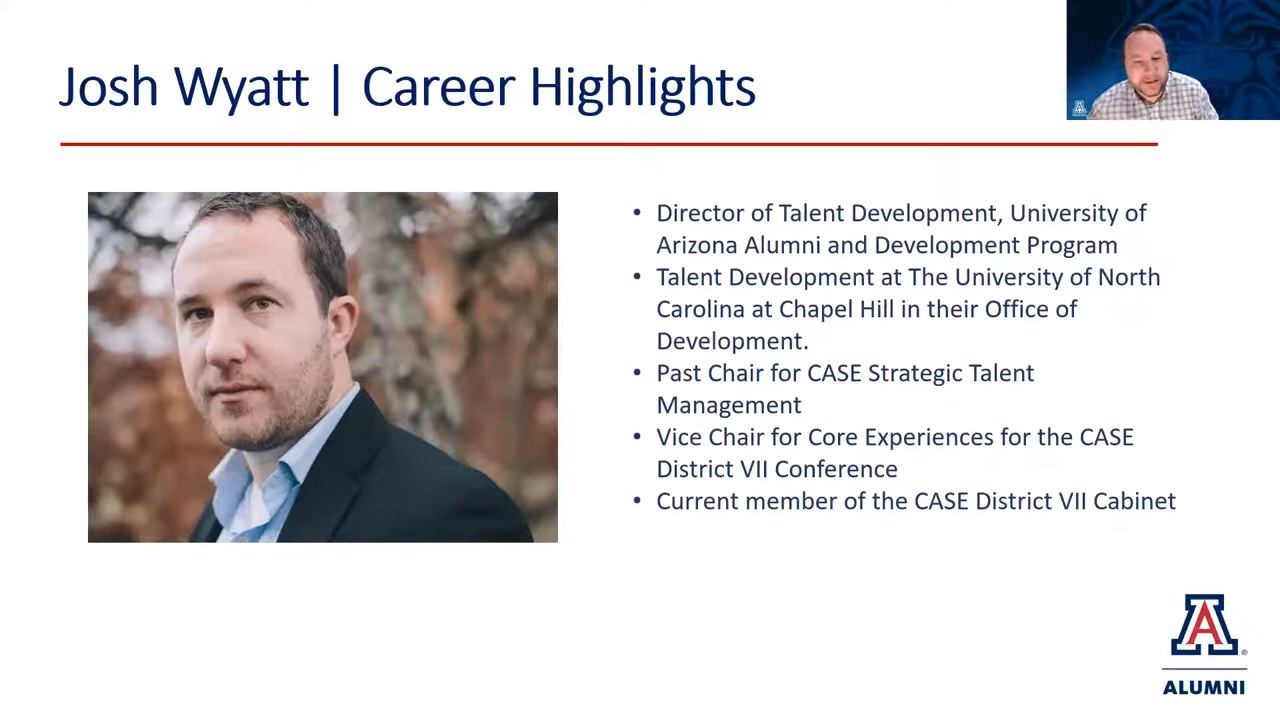 Josh Wyatt | Career Highlights
• Director of Talent Development, University of
Arizona Alumni and Development Program
• Talent Development at The University of North
Carolina at Chapel Hill in their Office of
Development.
• Past Chair for CASE Strategic Talent
Management
• Vice Chair for Core Experiences for the CASE
District VII Conference
• Current member of the CASE District VII Cabinet
A®
ALUMNI